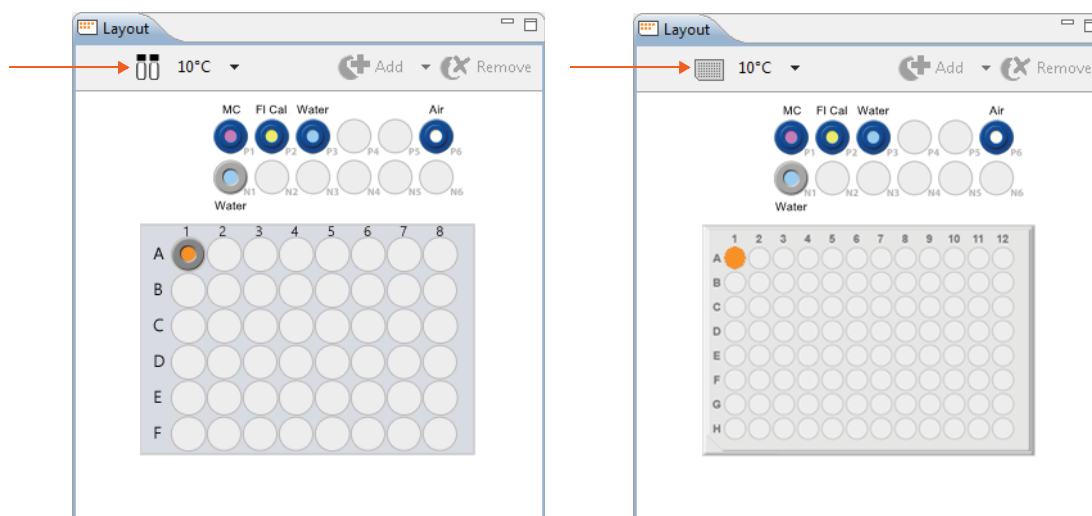 Layout
10°C Add Remove
MC FI Cal Water Air
P1 P2 P3 P4 P5 P6
N1 N2 N3 N4 N5 N6
Water
1 2 3 4 5 6 7 8
A
B
C
D
E
F
Layout
10°C Add Remove
MC FI Cal Water Air
P1 P2 P3 P4 P5 P6
N1 N2 N3 N4 N5 N6
Water
1 2 3 4 5 6 7 8 9 10 11 12
A
B
C
D
E
F
G
H